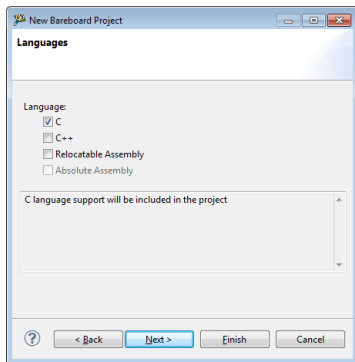 New Bareboard Project
Languages
Language:
C
C++
Relocatable Assembly
Absolute Assembly
C language support will be included in the project
< Back
Next >
Finish
Cancel